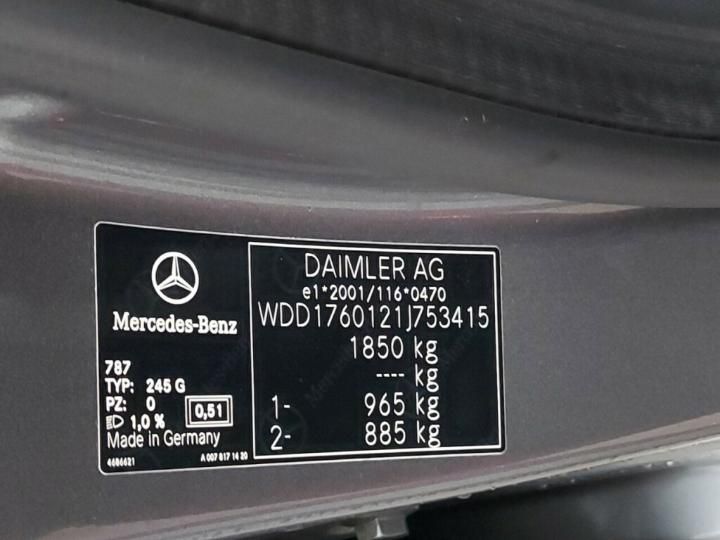 Mercedes-Benz
787
TYP: 245 G
PZ: 0
0,51
1,0 %
Made in Germany
4686621
A 007 817 14 20
DAIMLER AG
e1*2001/116*0470
WDD1760121J753415
1850 kg
---- kg
1- 965 kg
2- 885 kg